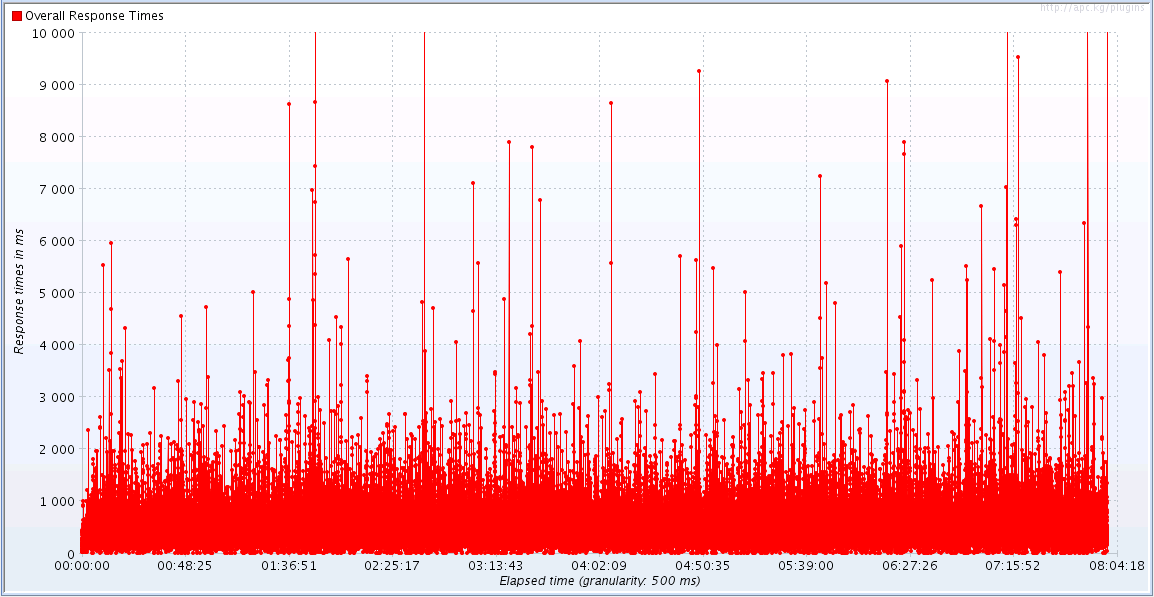 http://apc.kg/plugins
Overall Response Times
10 000
9 000
8 000
7 000
6 000
5 000
4 000
3 000
2 000
1 000
0
Response times in ms
00:00:00 00:48:25 01:36:51 02:25:17 03:13:43 04:02:09 04:50:35 05:39:00 06:27:26 07:15:52 08:04:18
Elapsed time (granularity: 500 ms)